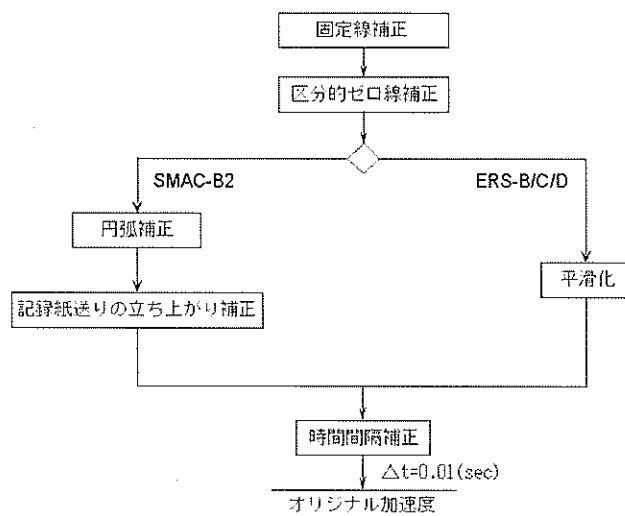 固定線補正
区分的ゼロ線補正
SMAC-B2
ERS-B/C/D
円弧補正
平滑化
記録紙送りの立ち上がり補正
時間間隔補正
△t=0.01(sec)
オリジナル加速度